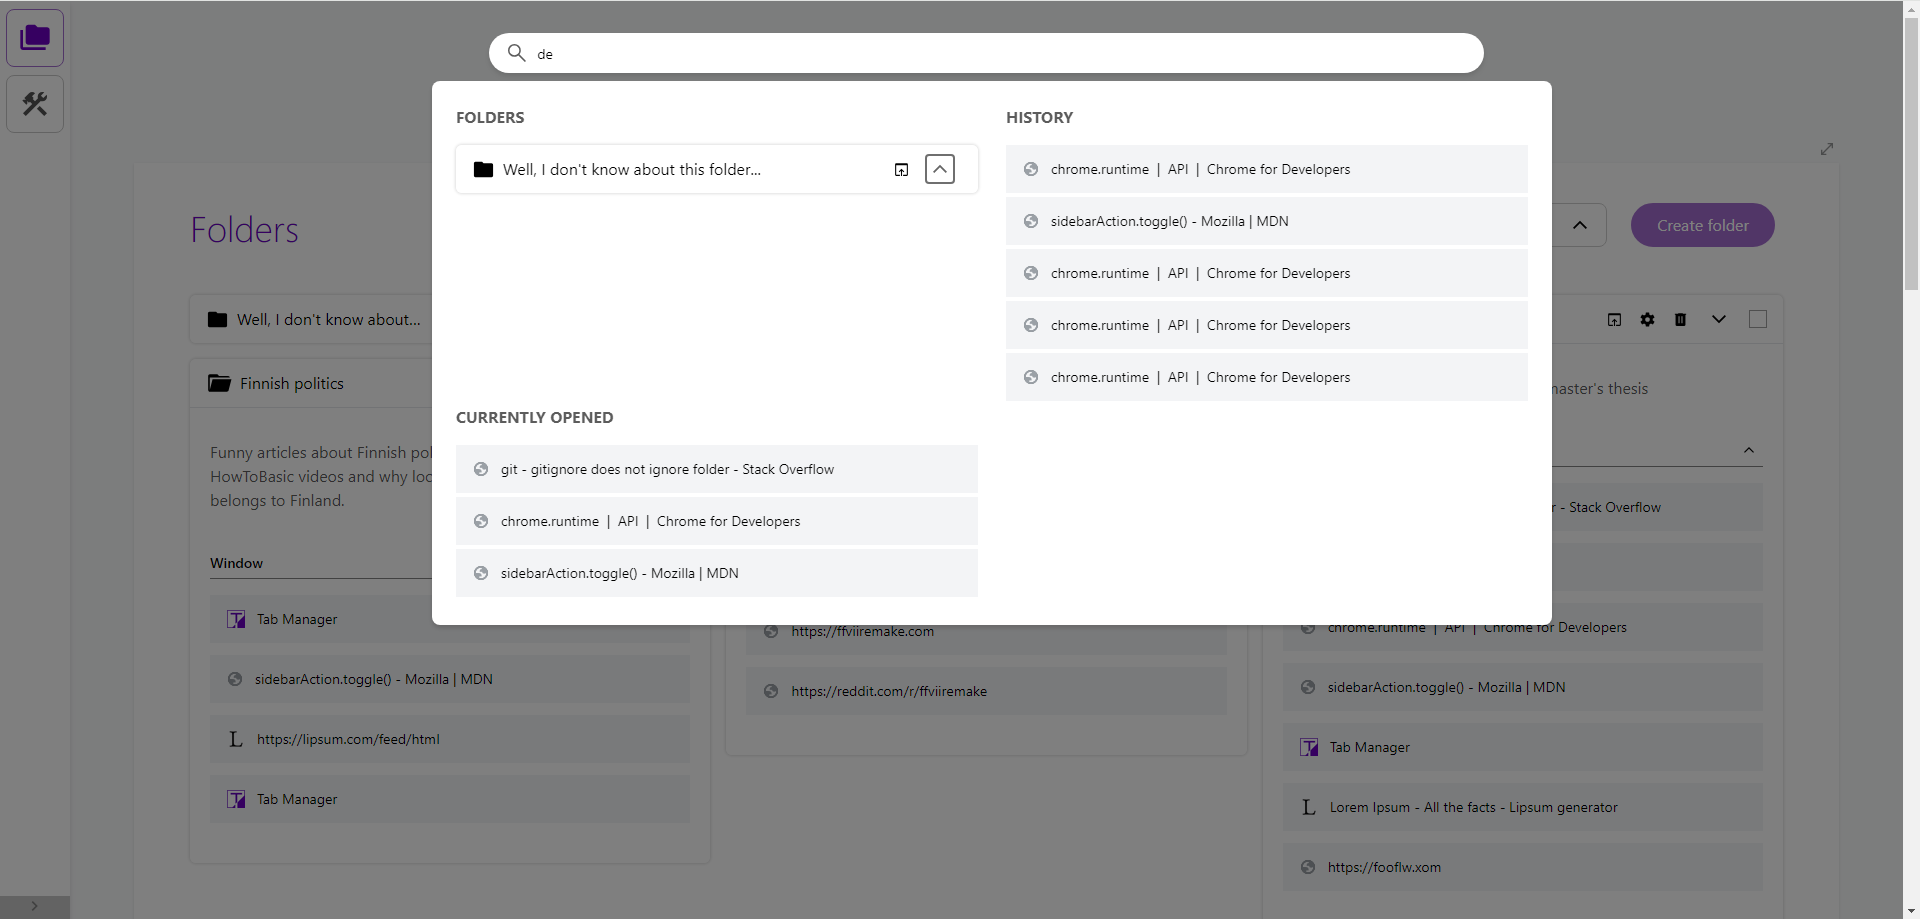 de
FOLDERS
Well, I don't know about this folder...
CURRENTLY OPENED
git - gitignore does not ignore folder - Stack Overflow
chrome.runtime | API | Chrome for Developers
sidebarAction.toggle() - Mozilla | MDN
HISTORY
chrome.runtime | API | Chrome for Developers
sidebarAction.toggle() - Mozilla | MDN
chrome.runtime | API | Chrome for Developers
chrome.runtime | API | Chrome for Developers
chrome.runtime | API | Chrome for Developers
Folders
Create folder
Well, I don't know about...
Finnish politics
Funny articles about Finnish
HowToBasic videos and why
belongs to Finland.
Window
Tab Manager
sidebarAction.toggle() - Mozilla | MDN
https://lipsum.com/feed/html
Tab Manager
https://ffviiremake.com
https://reddit.com/r/ffviiremake
master's thesis
- Stack Overflow
chrome.runtime | API | Chrome for Developers
sidebarAction.toggle() - Mozilla | MDN
Tab Manager
Lorem Ipsum - All the facts - Lipsum generator
https://fooflw.xom